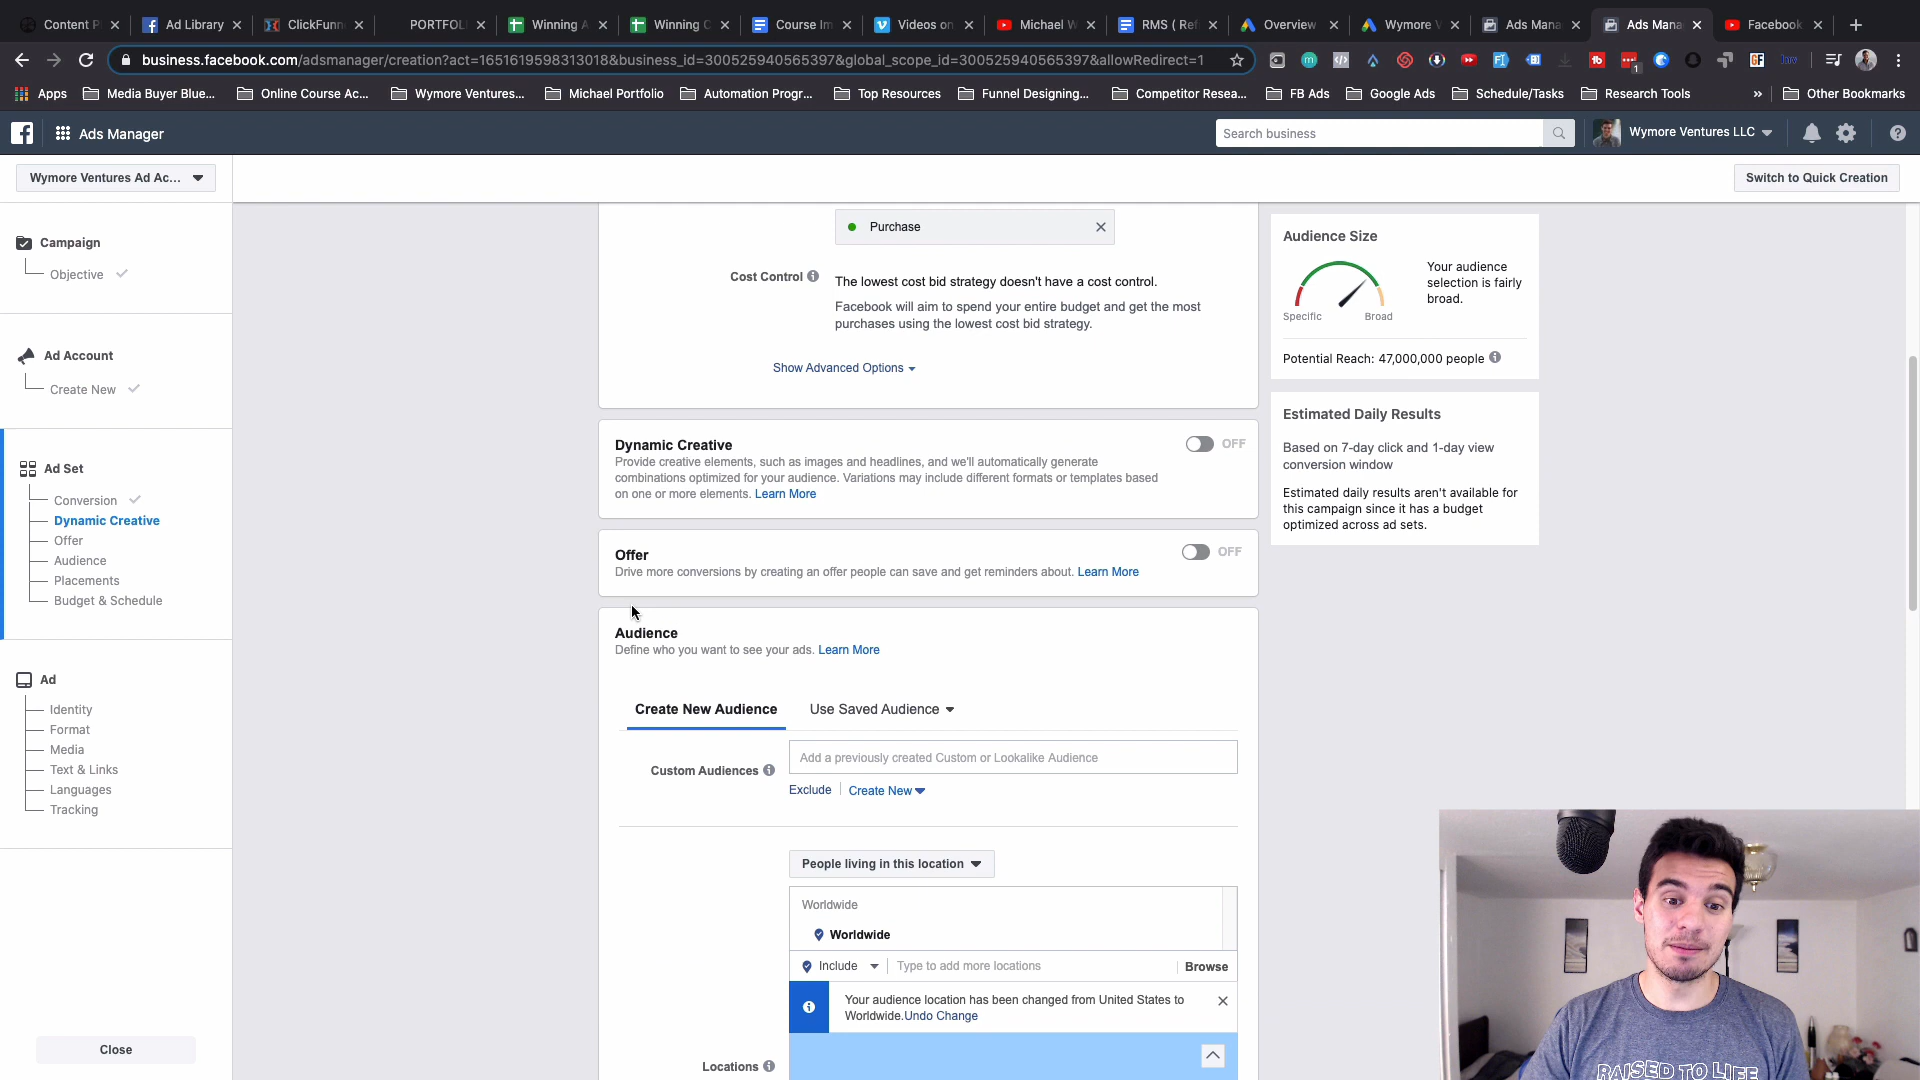 Content P
Ad Library
ClickFunn
PORTFOL
Winning A
Winning C
Course Im
Videos on
Michael W
RMS ( Ref
Overview
Wymore V
Ads Mana
Ads Mana
Facebook
business.facebook.com/adsmanager/creation?act=1651619598313018&business_id=300525940565397&global_scope_id=300525940565397&allowRedirect=1
Apps
Media Buyer Blue...
Online Course Ac...
Wymore Ventures...
Michael Portfolio
Automation Progr...
Top Resources
Funnel Designing...
Competitor Resea...
FB Ads
Google Ads
Schedule/Tasks
Research Tools
»
Other Bookmarks
Ads Manager
Search business
Wymore Ventures LLC
Wymore Ventures Ad Ac...
Switch to Quick Creation
Campaign
Objective
Ad Account
Create New
Ad Set
Conversion
Dynamic Creative
Offer
Audience
Placements
Budget & Schedule
Ad
Identity
Format
Media
Text & Links
Languages
Tracking
Close
Purchase
Cost Control
The lowest cost bid strategy doesn't have a cost control.
Facebook will aim to spend your entire budget and get the most
purchases using the lowest cost bid strategy.
Show Advanced Options
Dynamic Creative
OFF
Provide creative elements, such as images and headlines, and we'll automatically generate
combinations optimized for your audience. Variations may include different formats or templates based
on one or more elements. Learn More
Offer
OFF
Drive more conversions by creating an offer people can save and get reminders about. Learn More
Audience
Define who you want to see your ads. Learn More
Create New Audience
Use Saved Audience
Custom Audiences
Add a previously created Custom or Lookalike Audience
Exclude
Create New
People living in this location
Worldwide
Worldwide
Include
Type to add more locations
Browse
Your audience location has been changed from United States to
Worldwide.Undo Change
Locations
Audience Size
Your audience
selection is fairly
broad.
Specific
Broad
Potential Reach: 47,000,000 people
Estimated Daily Results
Based on 7-day click and 1-day view
conversion window
Estimated daily results aren't available for
this campaign since it has a budget
optimized across ad sets.
RAISED TO LIFE